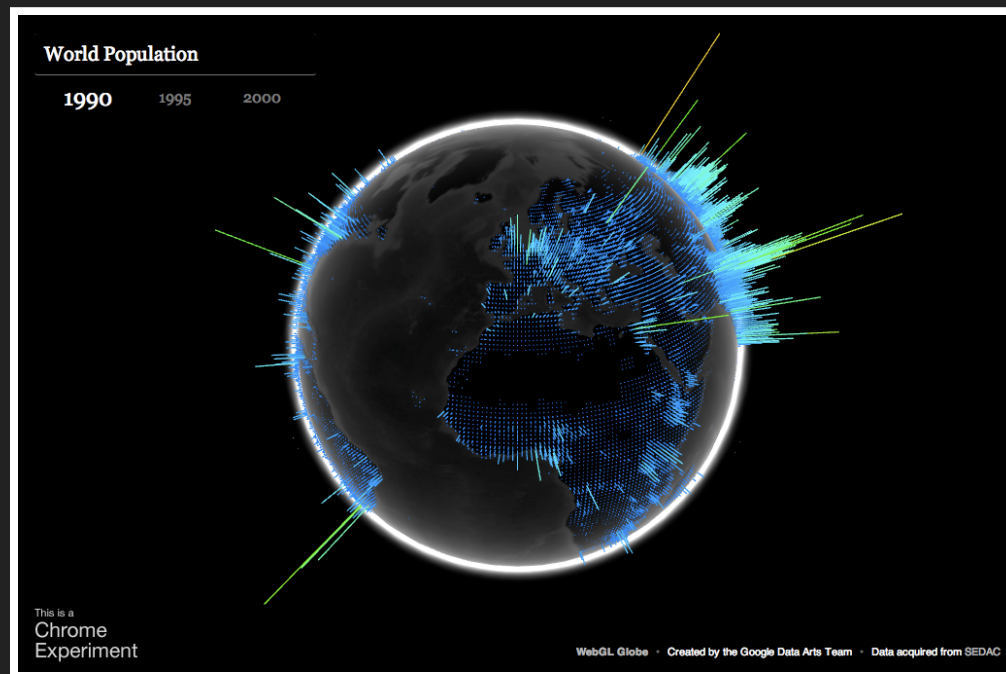 World Population
1990 1995 2000
This is a
Chrome
Experiment
WebGL Globe • Created by the Google Data Arts Team • Data acquired from SEDAC